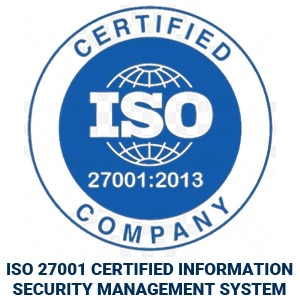 CERTIFIED
ISO
27001:2013
COMPANY
ISO 27001 CERTIFIED INFORMATION
SECURITY MANAGEMENT SYSTEM